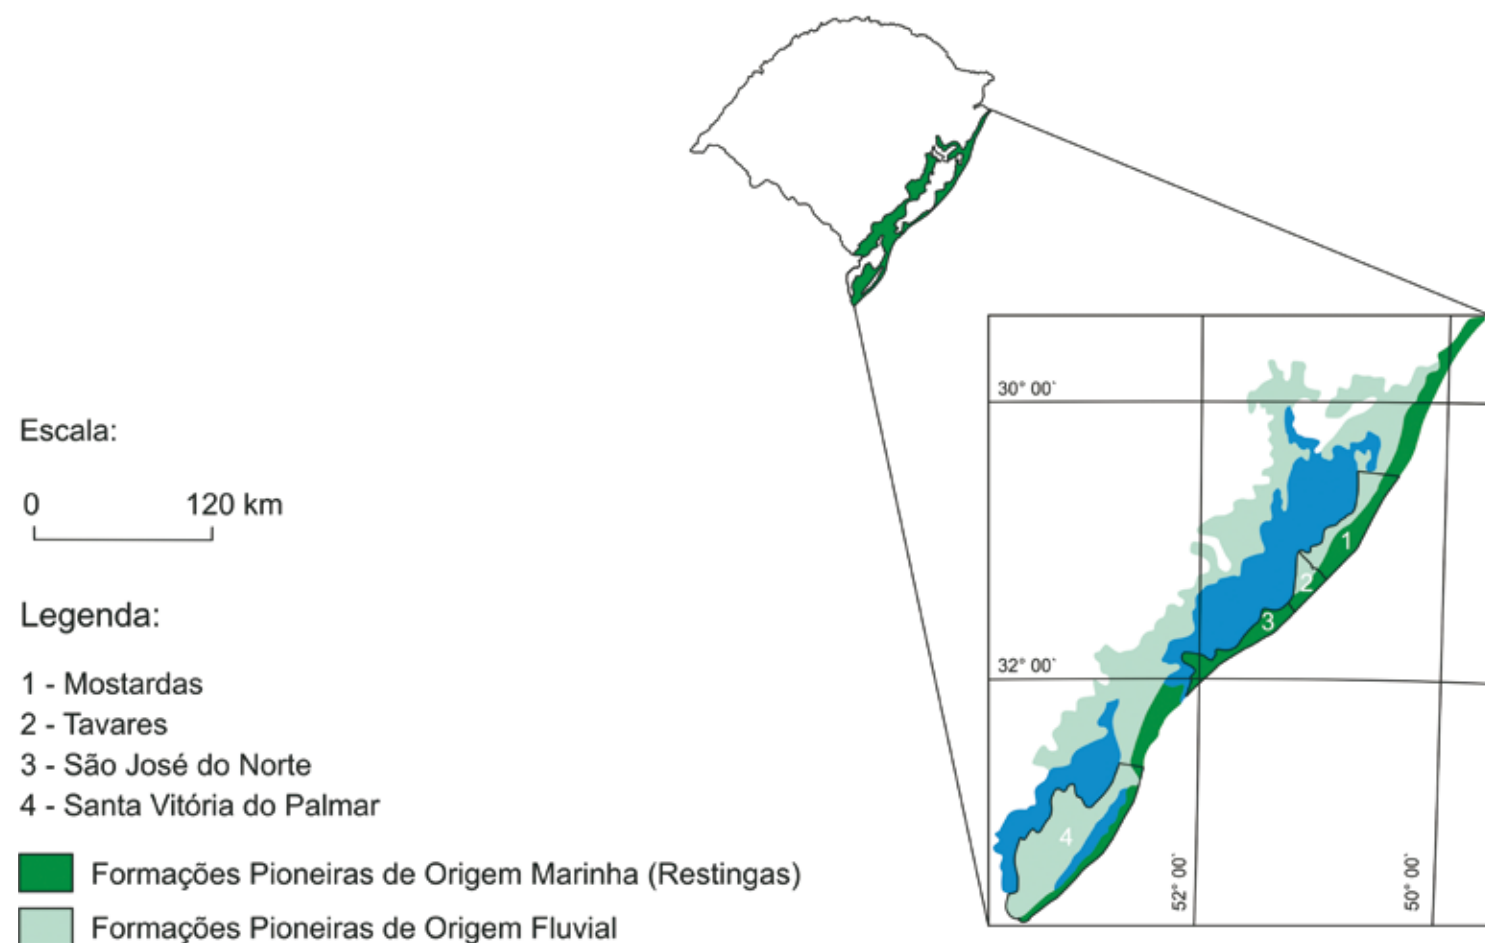 Escala:
0 120 km
Legenda:
1 - Mostardas
2 - Tavares
3 - São José do Norte
4 - Santa Vitória do Palmar
Formações Pioneiras de Origem Marinha (Restingas)
Formações Pioneiras de Origem Fluvial
30° 00`
1
2
3
32° 00`
4
52° 00`
50° 00`